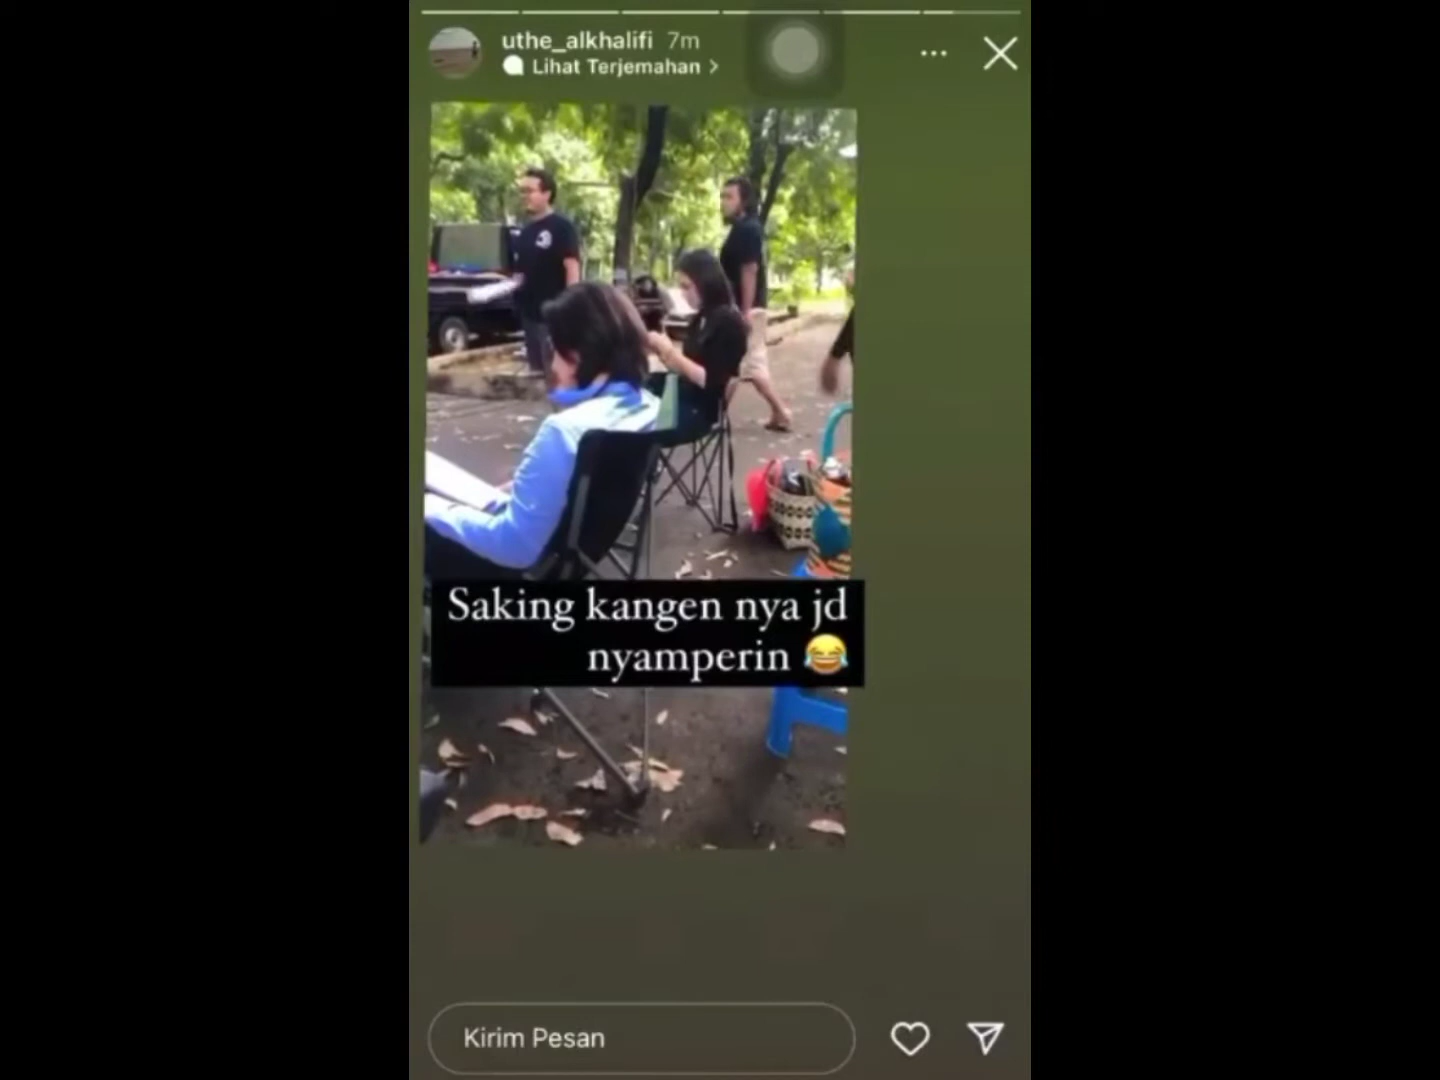 uthe_alkhalifi 7m
Lihat Terjemahan >
Saking kangen nya jd
nyamperin 😂
Kirim Pesan